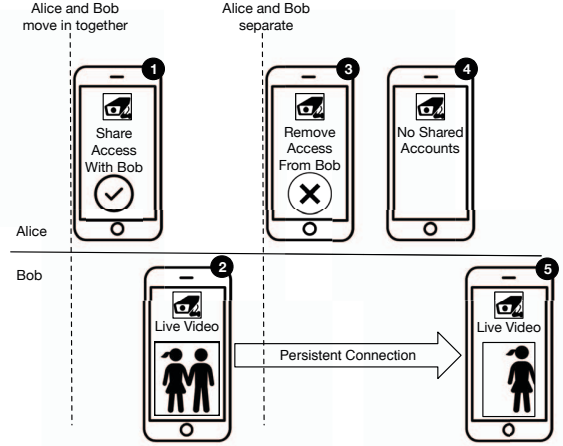 Alice and Bob
move in together
Alice and Bob
separate
1
Share
Access
With Bob
3
Remove
Access
From Bob
4
No Shared
Accounts
Alice
Bob
2
Live Video
Persistent Connection
5
Live Video